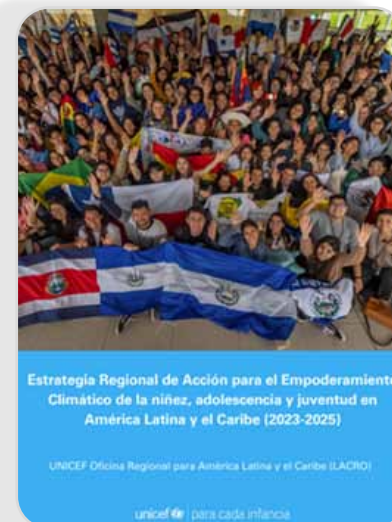 Estrategia Regional de Acción para el Empoderamiento
Climático de la niñez, adolescencia y juventud en
América Latina y el Caribe (2023-2025)
UNICEF Oficina Regional para América Latina y el Caribe (LACRO)
unicef para cada infancia